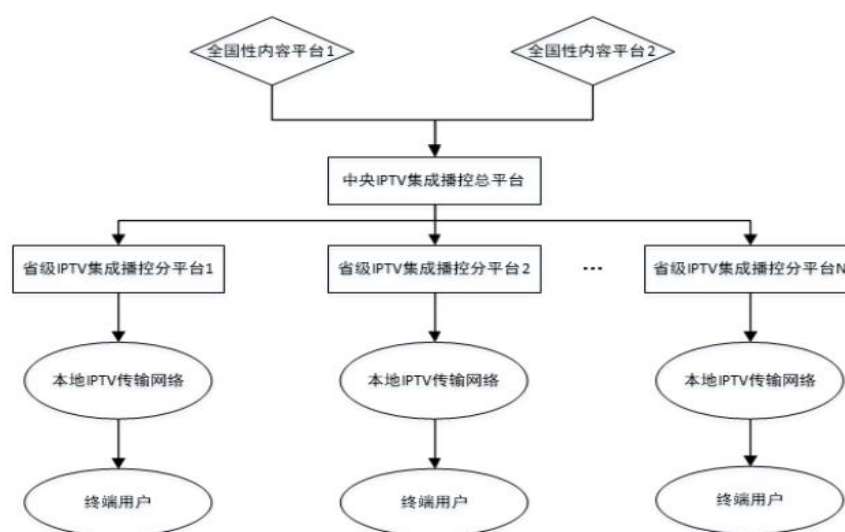 全国性内容平台1
全国性内容平台2
中央IPTV集成播控总平台
省级IPTV集成播控分平台1
省级IPTV集成播控分平台2
...
省级IPTV集成播控分平台N
本地IPTV传输网络
本地IPTV传输网络
本地IPTV传输网络
终端用户
终端用户
终端用户